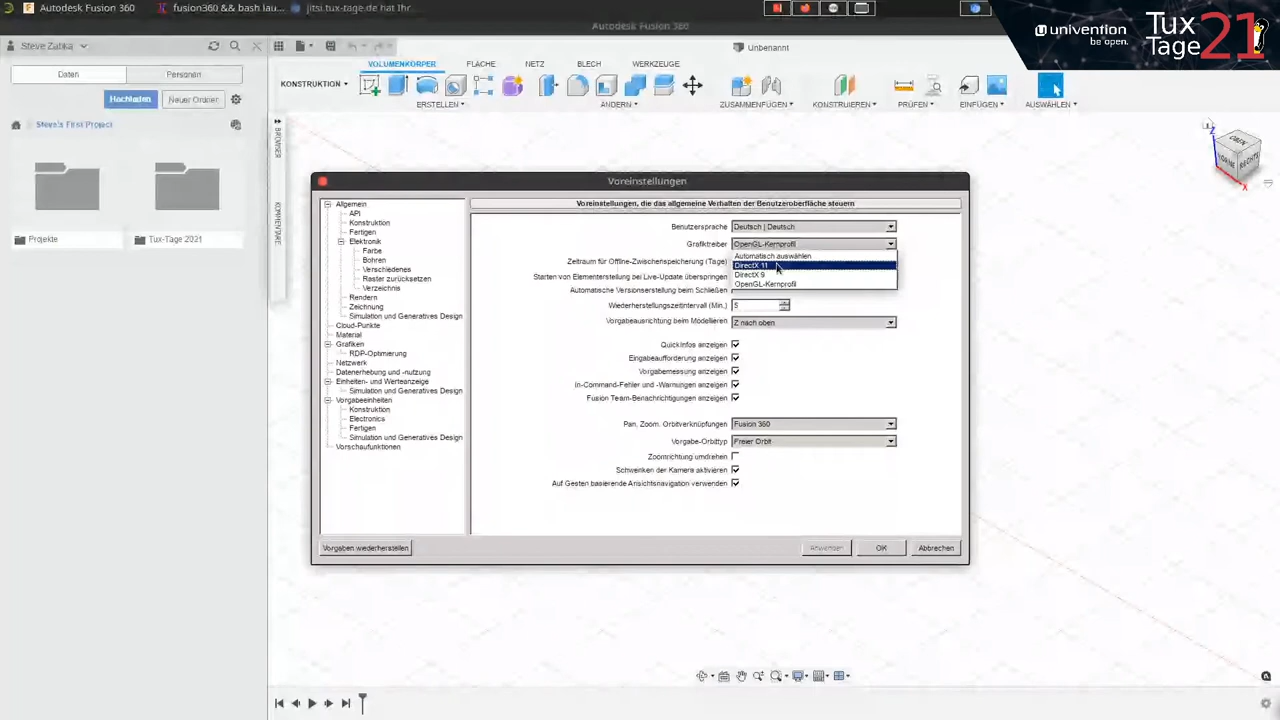 Autodesk Fusion 360
fusion360 && bash lau...
jitsi.tux-tage.de hat Ihr...
Autodesk Fusion 360
univention
be open.
Tux
Tage
21
Steve Zabka
Unbenannt
Daten
Personen
Hochladen
Neuer Ordner
Steve's First Project
Projekte
Tux-Tage 2021
VOLUMENKÖRPER
FLÄCHE
NETZ
BLECH
WERKZEUGE
KONSTRUKTION
ERSTELLEN
ÄNDERN
ZUSAMMENFÜGEN
KONSTRUIEREN
PRÜFEN
EINFÜGEN
AUSWÄHLEN
BROWSER
KOMMENTARE
Z
OBEN
VORNE
RECHTS
X
Voreinstellungen
Allgemein
API
Konstruktion
Fertigen
Elektronik
Farbe
Bohren
Verschiedenes
Raster zurücksetzen
Verzeichnis
Rendern
Zeichnung
Simulation und Generatives Design
Cloud-Punkte
Material
Grafiken
RDP-Optimierung
Netzwerk
Datenerhebung und -nutzung
Einheiten- und Werteanzeige
Simulation und Generatives Design
Vorgabeeinheiten
Konstruktion
Electronics
Fertigen
Simulation und Generatives Design
Vorschaufunktionen
Voreinstellungen, die das allgemeine Verhalten der Benutzeroberfläche steuern
Benutzersprache Deutsch | Deutsch
Grafiktreiber OpenGL-Kernprofil
Automatisch auswählen
DirectX 11
DirectX 9
OpenGL-Kernprofil
Zeitraum für Offline-Zwischenspeicherung (Tage)
Starten von Elementerstellung bei Live-Update überspringen
Automatische Versionserstellung beim Schließen
Wiederherstellungszeitintervall (Min.) 5
Vorgabeausrichtung beim Modellieren Z nach oben
QuickInfos anzeigen
Eingabeaufforderung anzeigen
Vorgabemessung anzeigen
In-Command-Fehler und -Warnungen anzeigen
Fusion Team-Benachrichtigungen anzeigen
Pan, Zoom, Orbitverknüpfungen Fusion 360
Vorgabe-Orbittyp Freier Orbit
Zoomrichtung umdrehen
Schwenken der Kamera aktivieren
Auf Gesten basierende Ansichtsnavigation verwenden
Vorgaben wiederherstellen
Anwenden
OK
Abbrechen